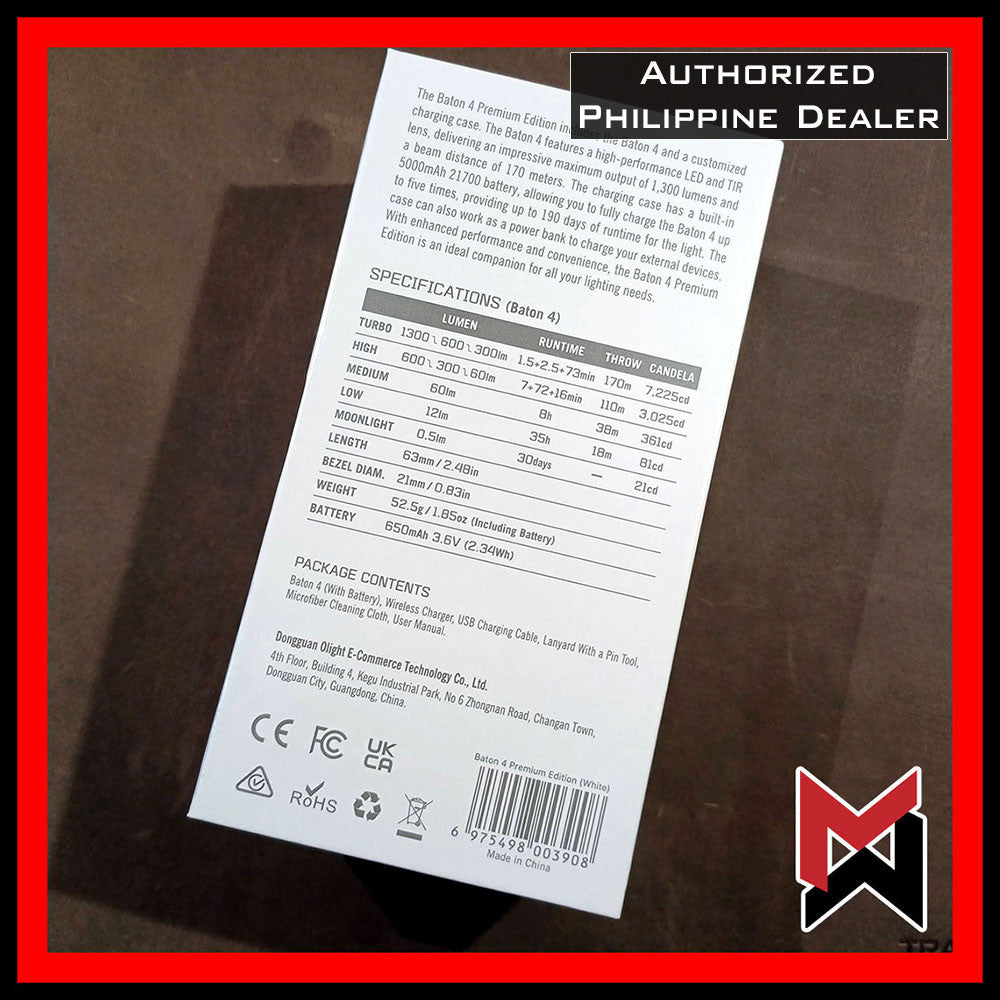 AUTHORIZED
PHILIPPINE DEALER
The Baton 4 Premium Edition the Baton 4 and a customized
charging case. The Baton 4 features a high-performance LED and TIR
lens, delivering an impressive maximum output of 1,300 lumens and
a beam distance of 170 meters. The charging case has a built-in
5000mAh 21700 battery, allowing you to fully charge the Baton 4 up
to five times, providing up to 190 days of runtime for the light. The
case can also work as a power bank to charge your external devices.
With enhanced performance and convenience, the Baton 4 Premium
Edition is an ideal companion for all your lighting needs.
SPECIFICATIONS (Baton 4)
LUMEN RUNTIME THROW CANDELA
TURBO 1300 ~ 600 ~ 300lm 1.5+2.5+73min 170m 7,225cd
HIGH 600 ~ 300 ~ 60lm 7+72+16min 110m 3,025cd
MEDIUM 60lm 8h 38m 361cd
LOW 12lm 35h 18m 81cd
MOONLIGHT 0.5lm 30days — 21cd
LENGTH 63mm / 2.48in
BEZEL DIAM. 21mm / 0.83in
WEIGHT 52.5g / 1.85oz (Including Battery)
BATTERY 650mAh 3.6V (2.34Wh)
PACKAGE CONTENTS
Baton 4 (With Battery), Wireless Charger, USB Charging Cable, Lanyard With a Pin Tool,
Microfiber Cleaning Cloth, User Manual.
Dongguan Olight E-Commerce Technology Co., Ltd.
4th Floor, Building 4, Kegu Industrial Park, No 6 Zhongnan Road, Changan Town,
Dongguan City, Guangdong, China.
CE FC UK
CA
RoHS
Baton 4 Premium Edition (White)
6 975498 003908
Made in China